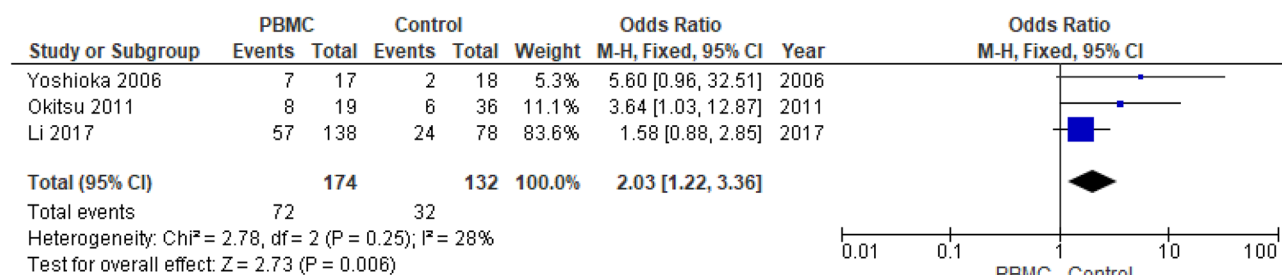 PBMC Control Odds Ratio Odds Ratio
Study or Subgroup Events Total Events Total Weight M-H, Fixed, 95% CI Year M-H, Fixed, 95% CI
Yoshioka 2006 7 17 2 18 5.3% 5.60 [0.96, 32.51] 2006
Okitsu 2011 8 19 6 36 11.1% 3.64 [1.03, 12.87] 2011
Li 2017 57 138 24 78 83.6% 1.58 [0.88, 2.85] 2017
Total (95% CI) 174 132 100.0% 2.03 [1.22, 3.36]
Total events 72 32
Heterogeneity: Chi² = 2.78, df = 2 (P = 0.25); I² = 28%
Test for overall effect: Z = 2.73 (P = 0.006)
0.01 0.1 1 10 100
PBMC Control